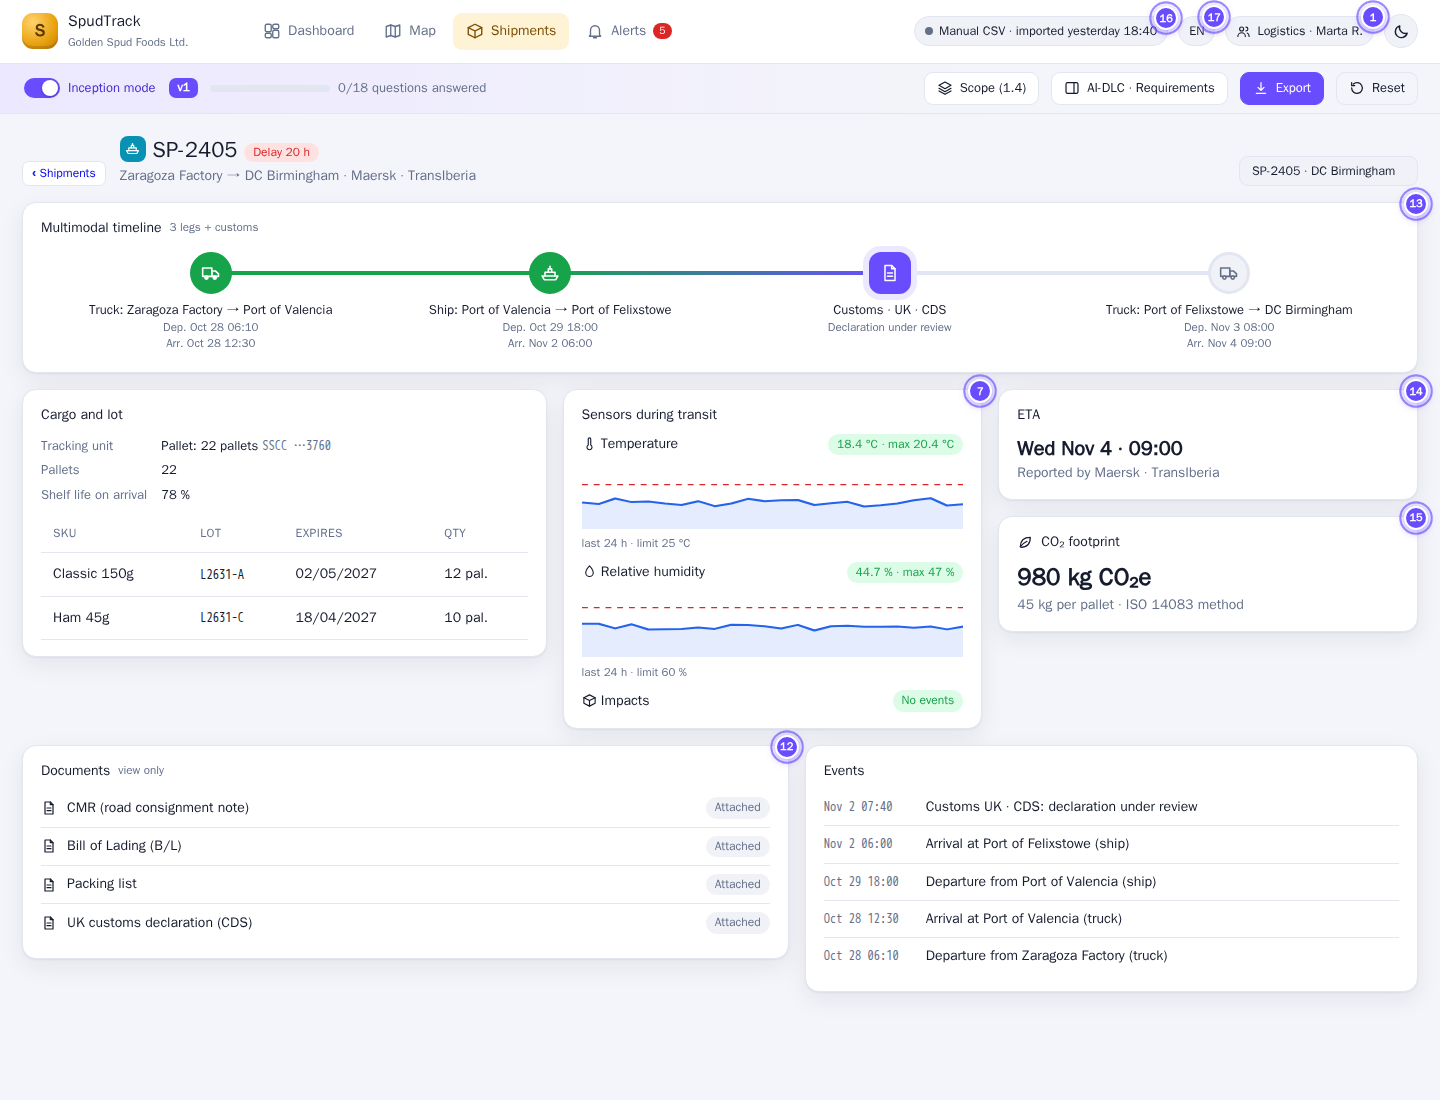 S
SpudTrack
Golden Spud Foods Ltd.
Dashboard
Map
Shipments
Alerts 5
Manual CSV · imported yesterday 18:40
16
EN
17
Logistics · Marta R.
1
Inception mode
v1
0/18 questions answered
Scope (1.4)
AI-DLC · Requirements
Export
Reset
‹ Shipments
SP-2405
Delay 20 h
Zaragoza Factory → DC Birmingham · Maersk · TransIberia
SP-2405 · DC Birmingham
13
Multimodal timeline 3 legs + customs
Truck: Zaragoza Factory → Port of Valencia
Dep. Oct 28 06:10
Arr. Oct 28 12:30
Ship: Port of Valencia → Port of Felixstowe
Dep. Oct 29 18:00
Arr. Nov 2 06:00
Customs · UK · CDS
Declaration under review
Truck: Port of Felixstowe → DC Birmingham
Dep. Nov 3 08:00
Arr. Nov 4 09:00
Cargo and lot
Tracking unit Pallet: 22 pallets SSCC ···3760
Pallets 22
Shelf life on arrival 78 %
SKU LOT EXPIRES QTY
Classic 150g L2631-A 02/05/2027 12 pal.
Ham 45g L2631-C 18/04/2027 10 pal.
7
Sensors during transit
Temperature 18.4 °C · max 20.4 °C
last 24 h · limit 25 °C
Relative humidity 44.7 % · max 47 %
last 24 h · limit 60 %
Impacts No events
14
ETA
Wed Nov 4 · 09:00
Reported by Maersk · TransIberia
15
CO₂ footprint
980 kg CO₂e
45 kg per pallet · ISO 14083 method
12
Documents view only
CMR (road consignment note) Attached
Bill of Lading (B/L) Attached
Packing list Attached
UK customs declaration (CDS) Attached
Events
Nov 2 07:40 Customs UK · CDS: declaration under review
Nov 2 06:00 Arrival at Port of Felixstowe (ship)
Oct 29 18:00 Departure from Port of Valencia (ship)
Oct 28 12:30 Arrival at Port of Valencia (truck)
Oct 28 06:10 Departure from Zaragoza Factory (truck)